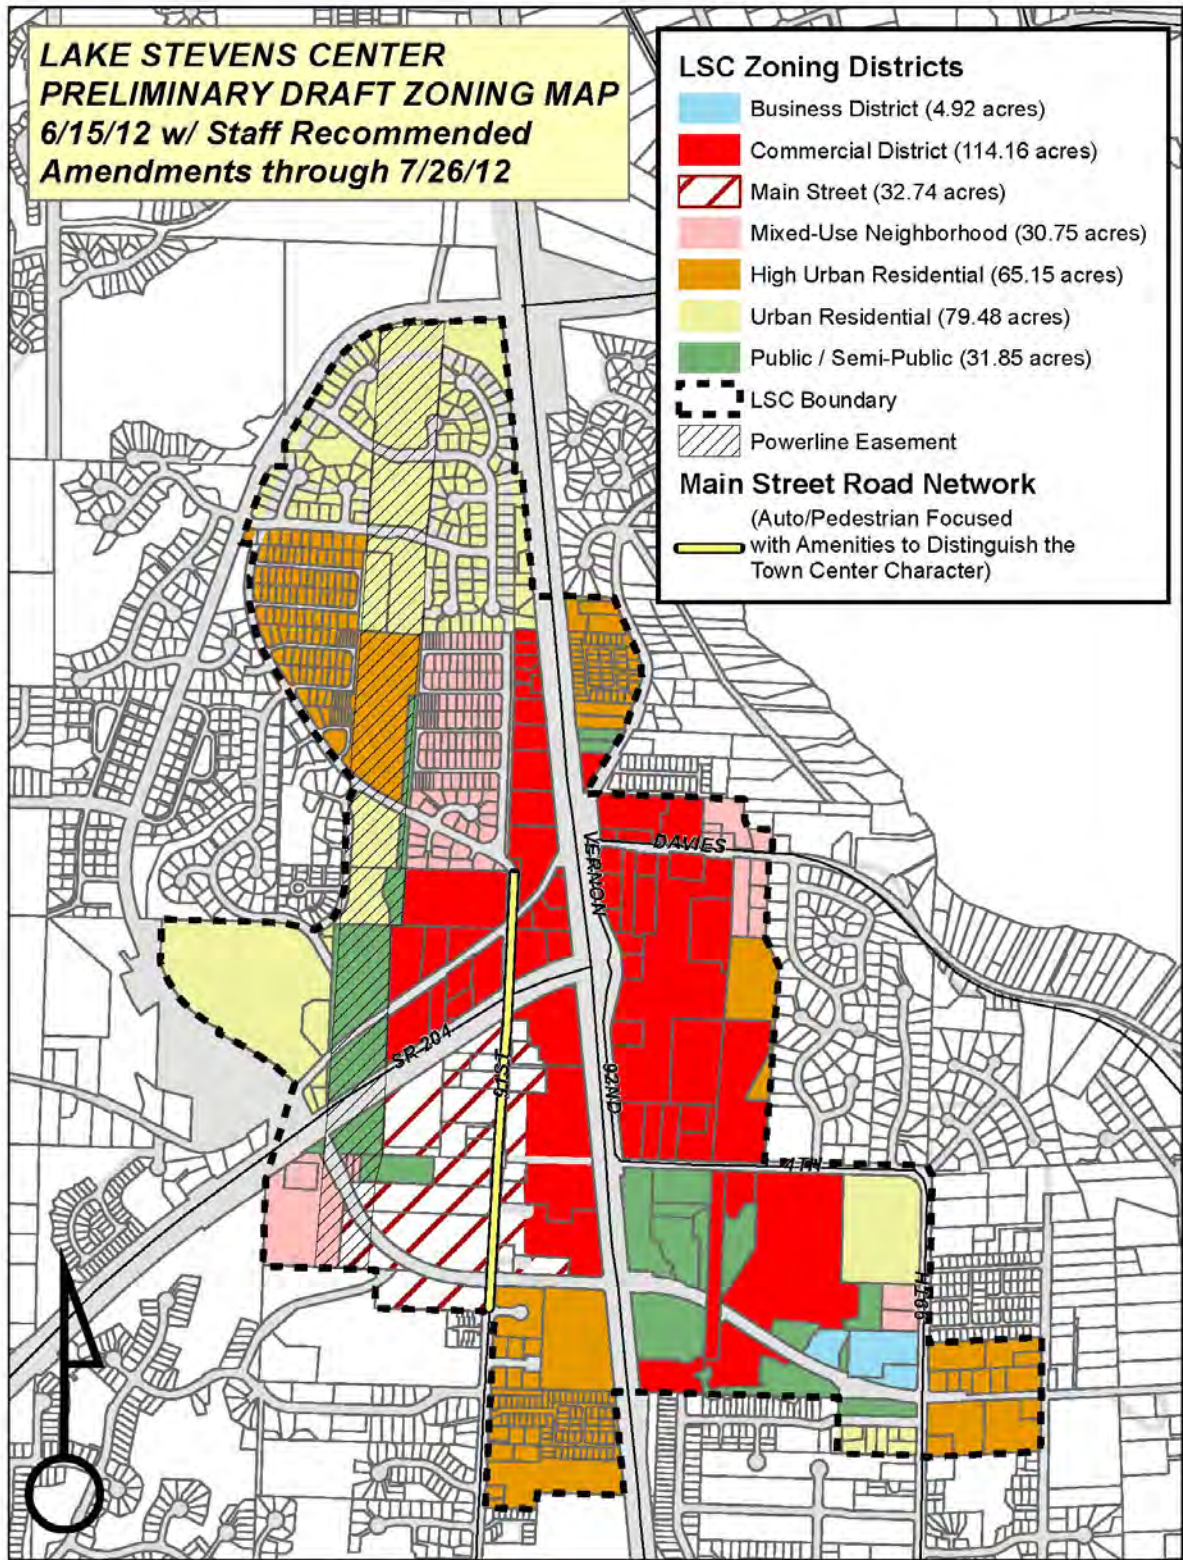 LAKE STEVENS CENTER
PRELIMINARY DRAFT ZONING MAP
6/15/12 w/ Staff Recommended
Amendments through 7/26/12
LSC Zoning Districts
Business District (4.92 acres)
Commercial District (114.16 acres)
Main Street (32.74 acres)
Mixed-Use Neighborhood (30.75 acres)
High Urban Residential (65.15 acres)
Urban Residential (79.48 acres)
Public / Semi-Public (31.85 acres)
LSC Boundary
Powerline Easement
Main Street Road Network
(Auto/Pedestrian Focused
with Amenities to Distinguish the
Town Center Character)
VERNON
DAVIES
SR 204
91ST
92ND
4TH
99TH